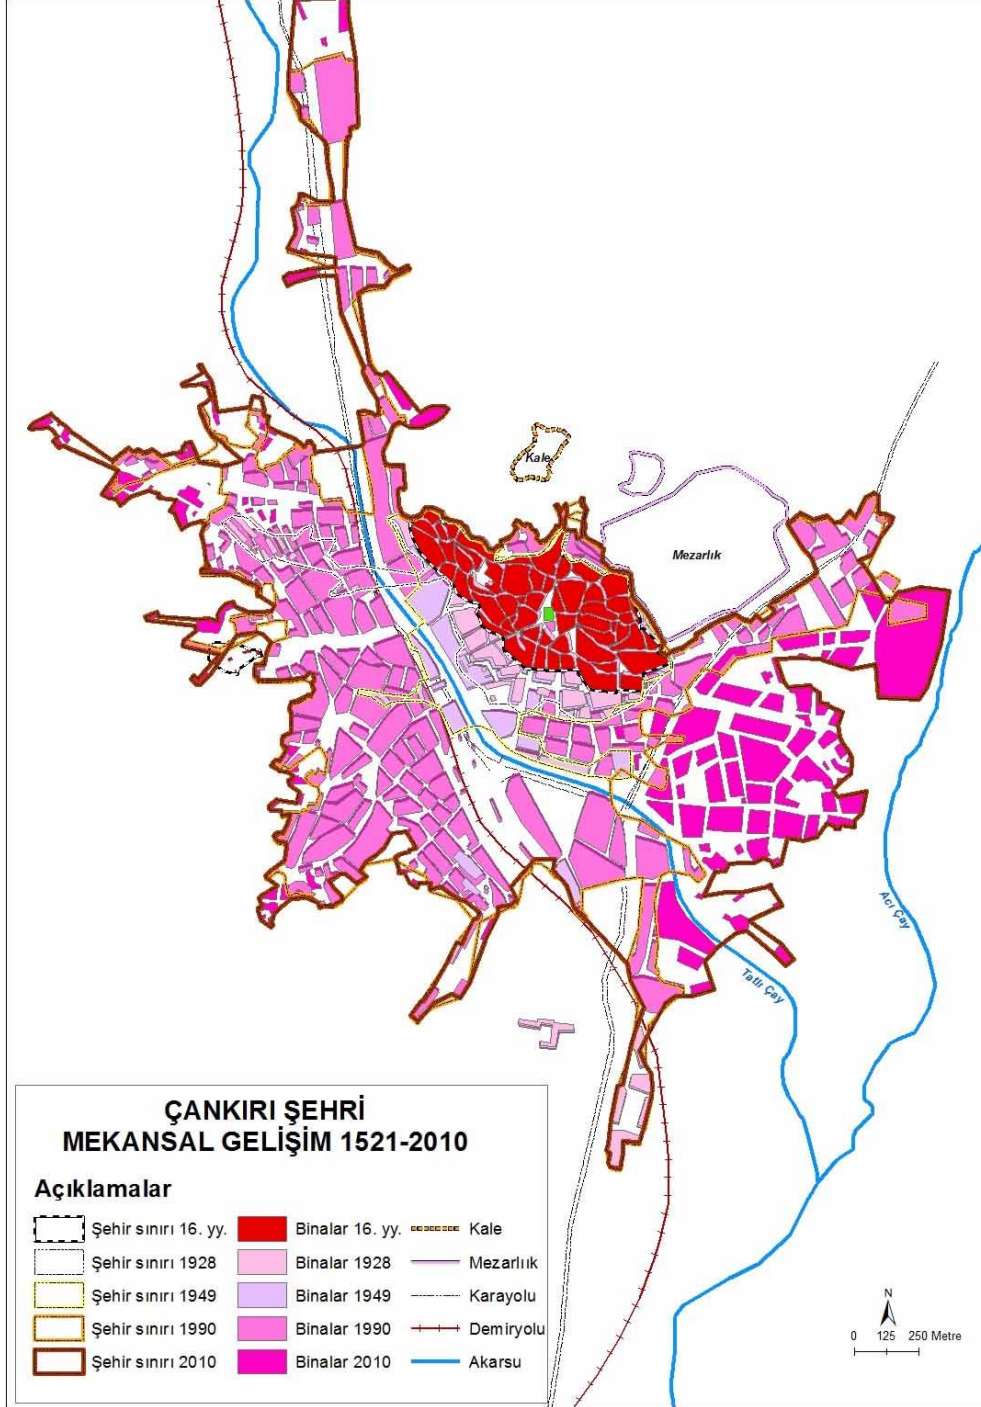 Kale
Mezarlık
Acı Çay
Tatlı Çay
ÇANKIRI ŞEHRİ
MEKANSAL GELİŞİM 1521-2010
Açıklamalar
Şehir sınırı 16. yy. Binalar 16. yy. Kale
Şehir sınırı 1928 Binalar 1928 Mezarlıık
Şehir sınırı 1949 Binalar 1949 Karayolu
Şehir sınırı 1990 Binalar 1990 Demiryolu
Şehir sınırı 2010 Binalar 2010 Akarsu
N
0 125 250 Metre